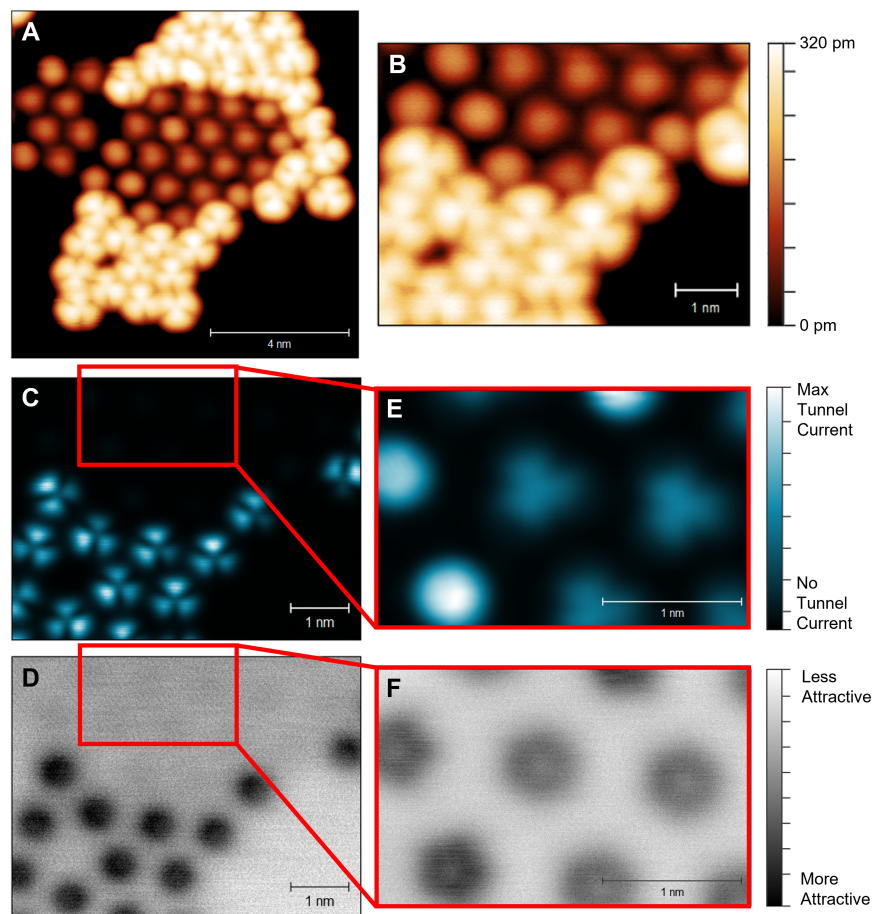 A
4 nm
B
1 nm
320 pm
0 pm
C
1 nm
E
1 nm
Max
Tunnel
Current
No
Tunnel
Current
D
1 nm
F
1 nm
Less
Attractive
More
Attractive